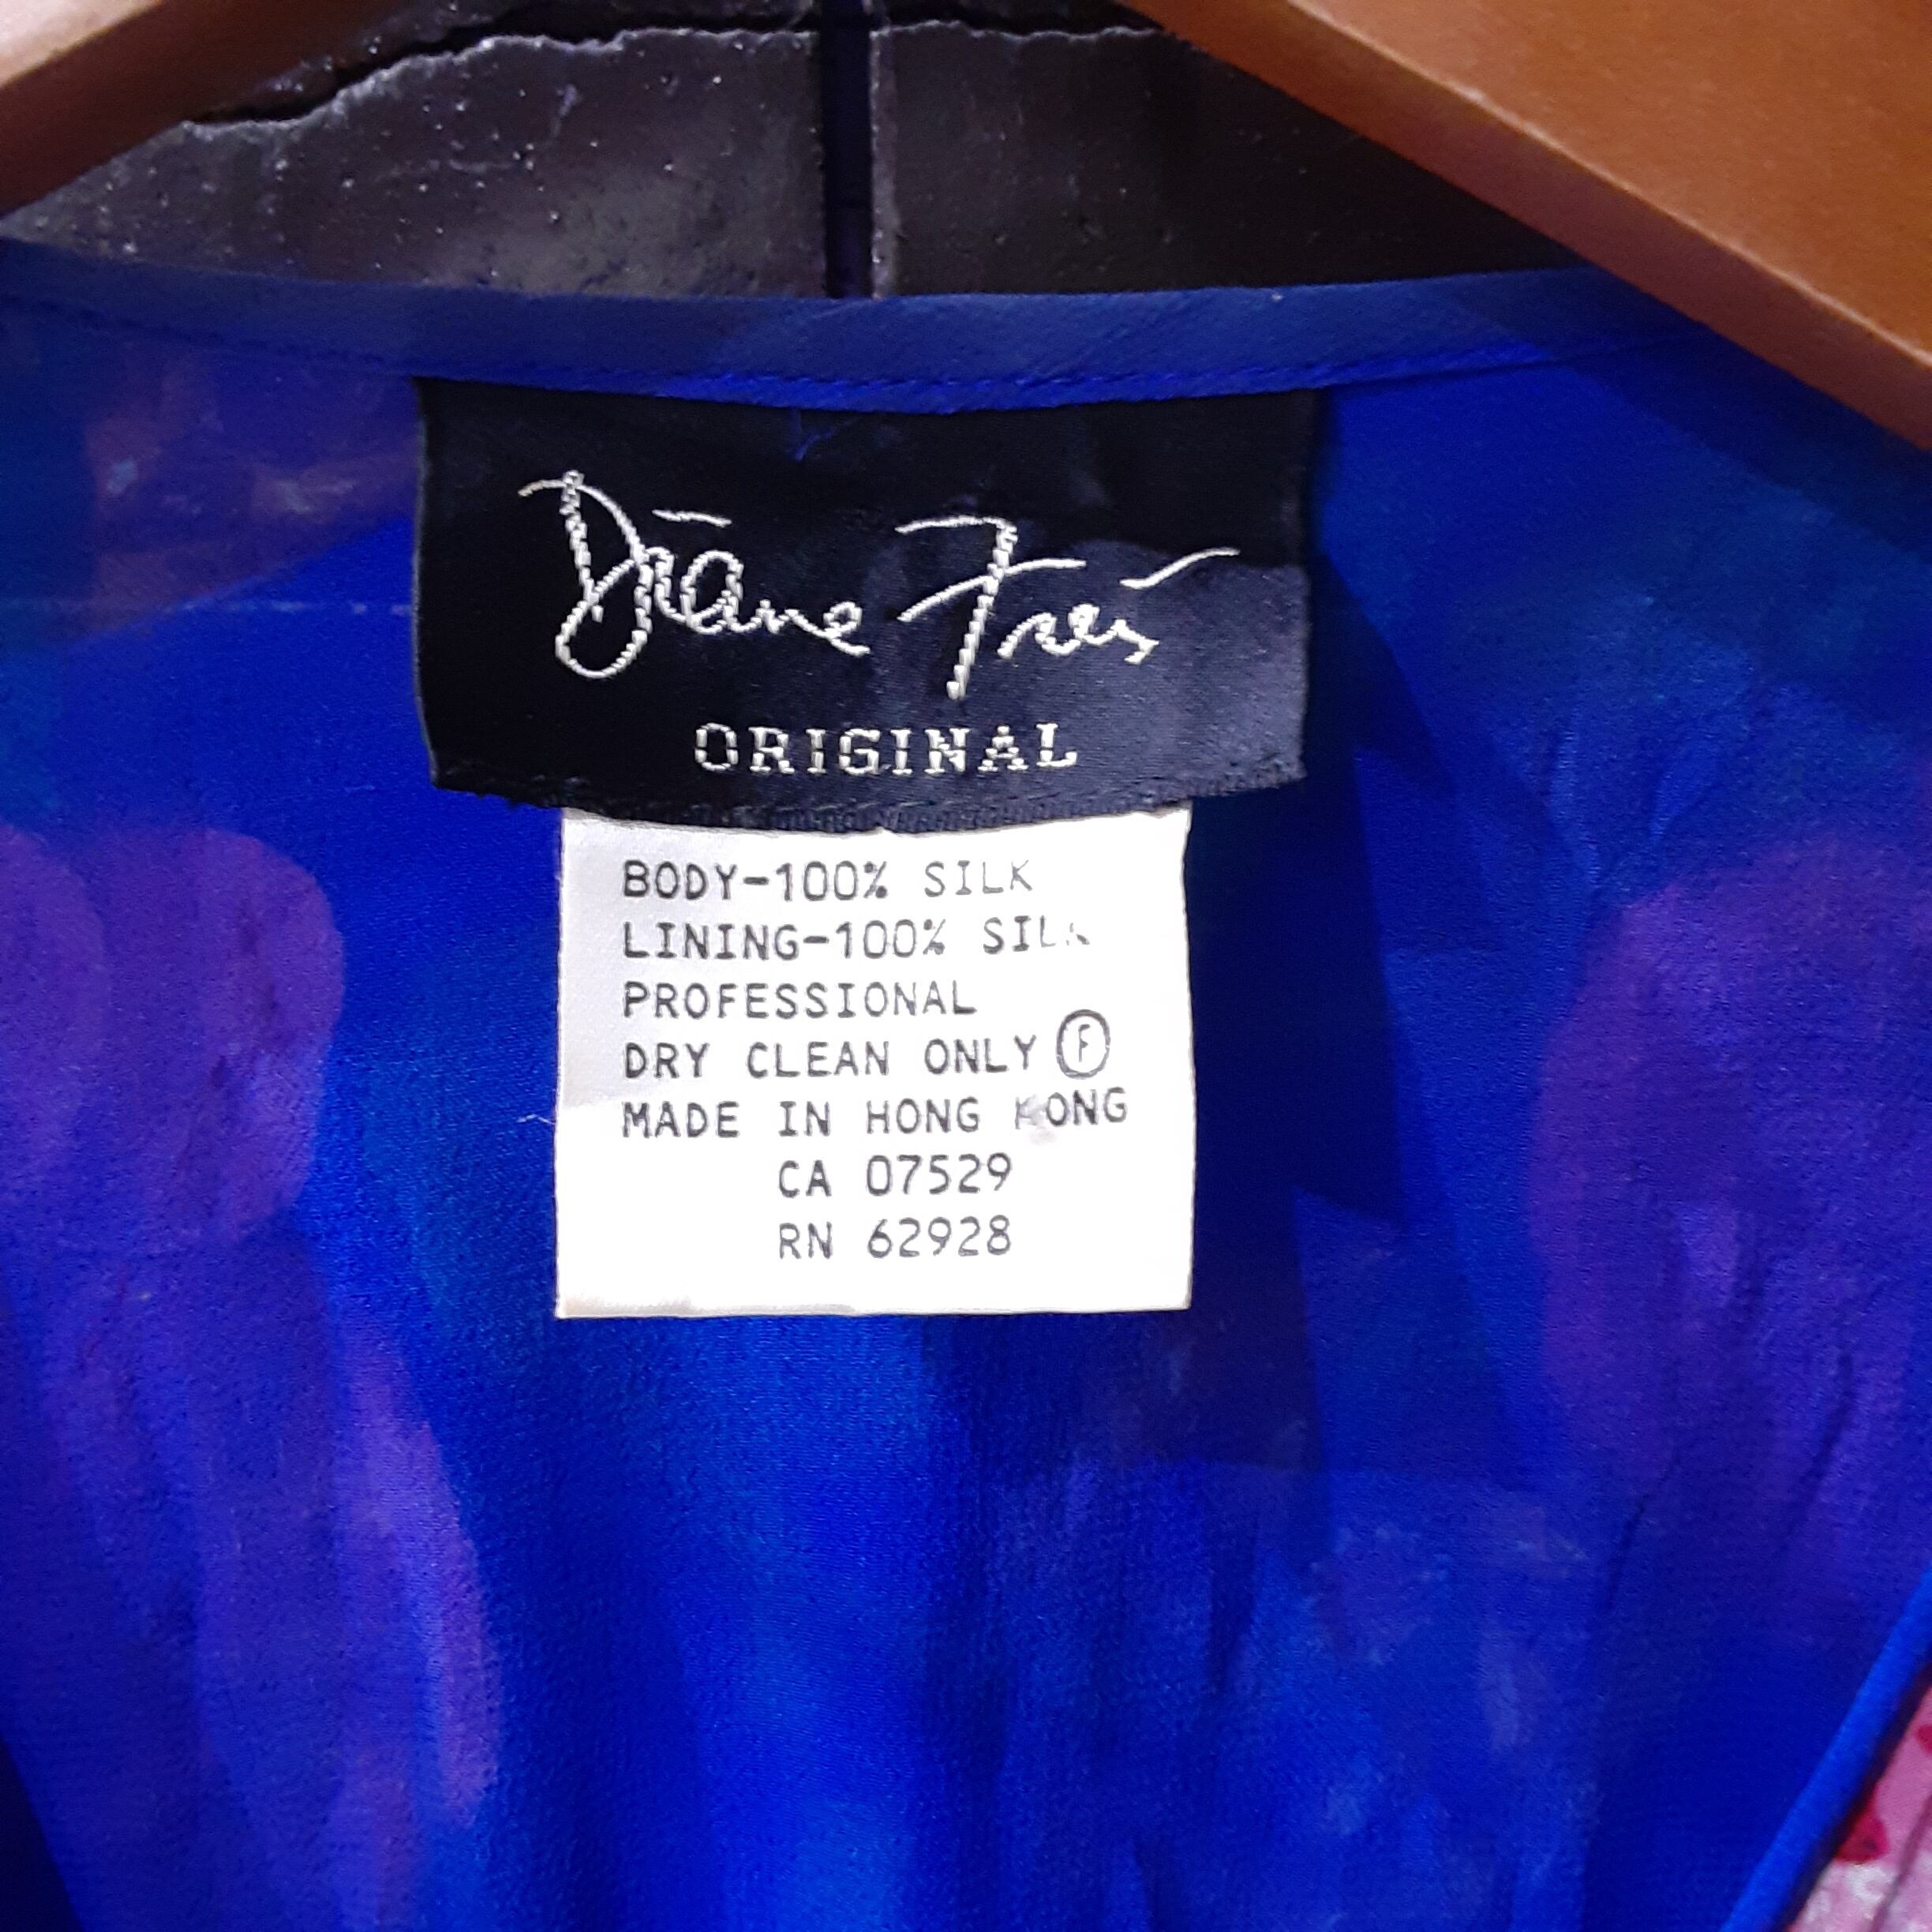 Diane Freis
ORIGINAL
BODY-100% SILK
LINING-100% SILK
PROFESSIONAL
DRY CLEAN ONLY Ⓕ
MADE IN HONG KONG
CA 07529
RN 62928